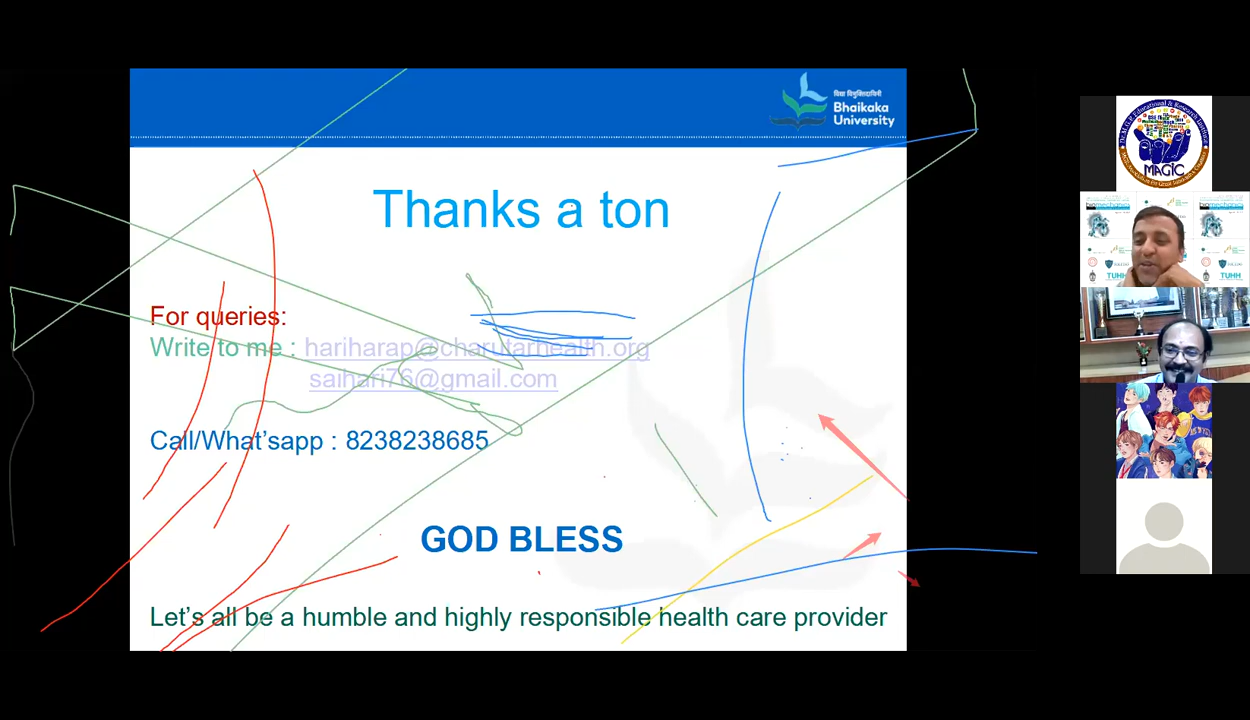 विद्या विमुक्तिदायिनी
Bhaikaka
University
Thanks a ton
For queries:
Write to me : hariharap@charutarhealth.org
saihari76@gmail.com
Call/What'sapp : 8238238685
GOD BLESS
Let's all be a humble and highly responsible health care provider
MAGIC
TUHH
TUHH